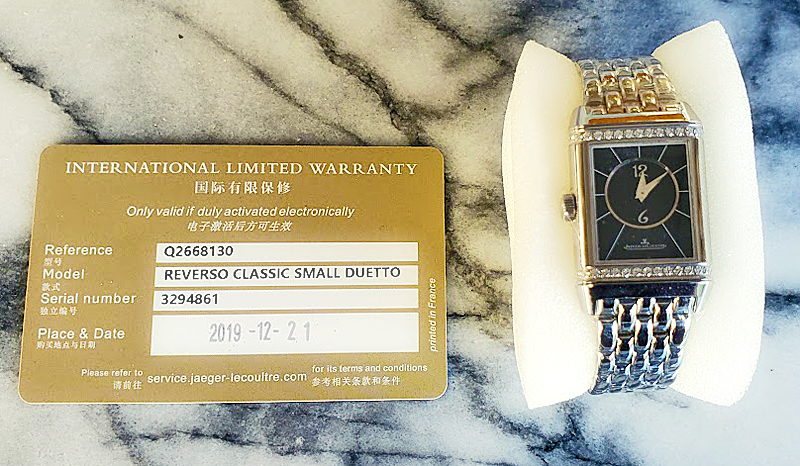 INTERNATIONAL LIMITED WARRANTY
国际有限保修
Only valid if duly activated electronically
电子激活后方可生效
Reference Q2668130
型号
Model REVERSO CLASSIC SMALL DUETTO
款式
Serial number 3294861
独立编号
Place & Date 2019-12-21
购买地点与日期
printed in France
Please refer to service.jaeger-lecoultre.com for its terms and conditions
请前往 参考相关条款和条件
12
6
JAEGER-LECOULTRE